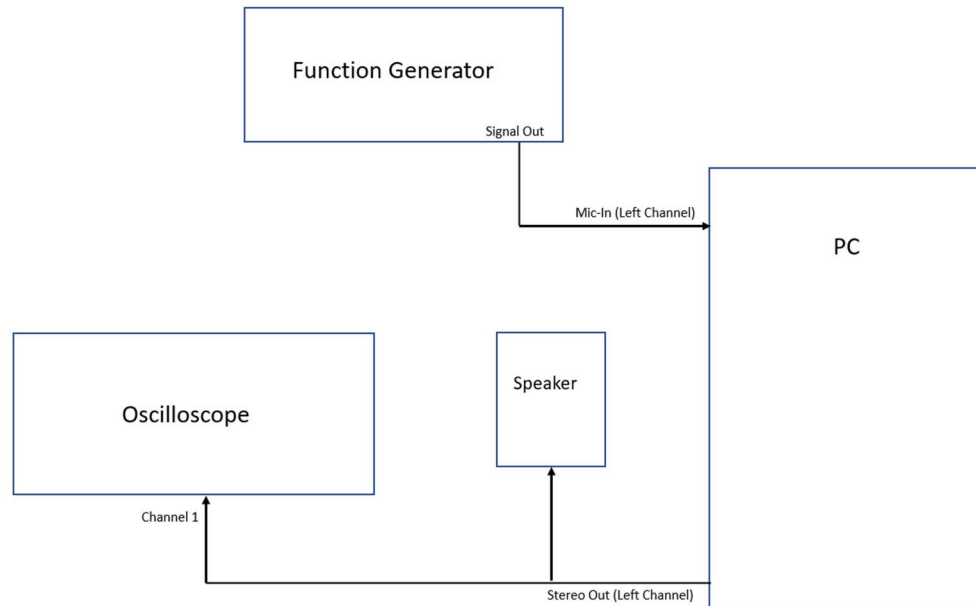 Function Generator
Signal Out
Mic-In (Left Channel)
PC
Speaker
Oscilloscope
Channel 1
Stereo Out (Left Channel)